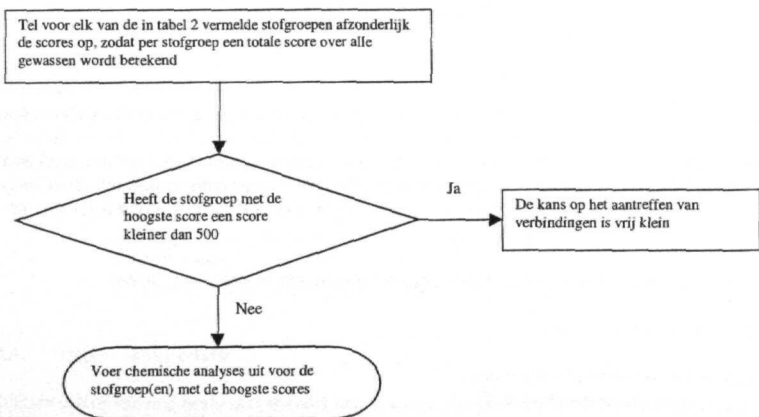 Tel voor elk van de in tabel 2 vermelde stofgroepen afzonderlijk
de scores op, zodat per stofgroep een totale score over alle
gewassen wordt berekend
Heeft de stofgroep met de
hoogste score een score
kleiner dan 500
Ja
De kans op het aantreffen van
verbindingen is vrij klein
Nee
Voer chemische analyses uit voor de
stofgroep(en) met de hoogste scores